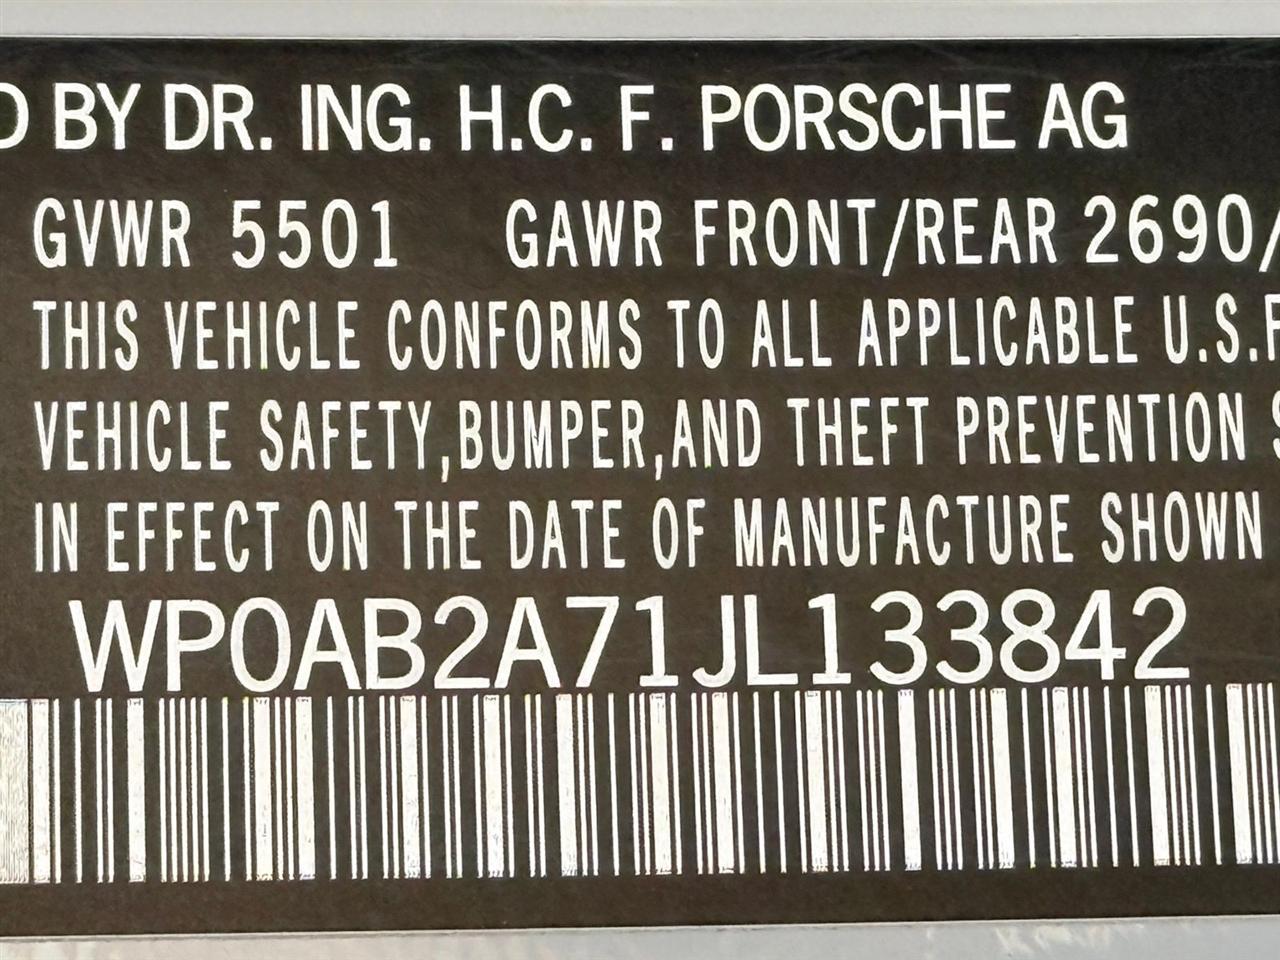 D BY DR. ING. H.C. F. PORSCHE AG
GVWR 5501 GAWR FRONT/REAR 2690/
THIS VEHICLE CONFORMS TO ALL APPLICABLE U.S.F
VEHICLE SAFETY,BUMPER,AND THEFT PREVENTION S
IN EFFECT ON THE DATE OF MANUFACTURE SHOWN
WP0AB2A71JL133842